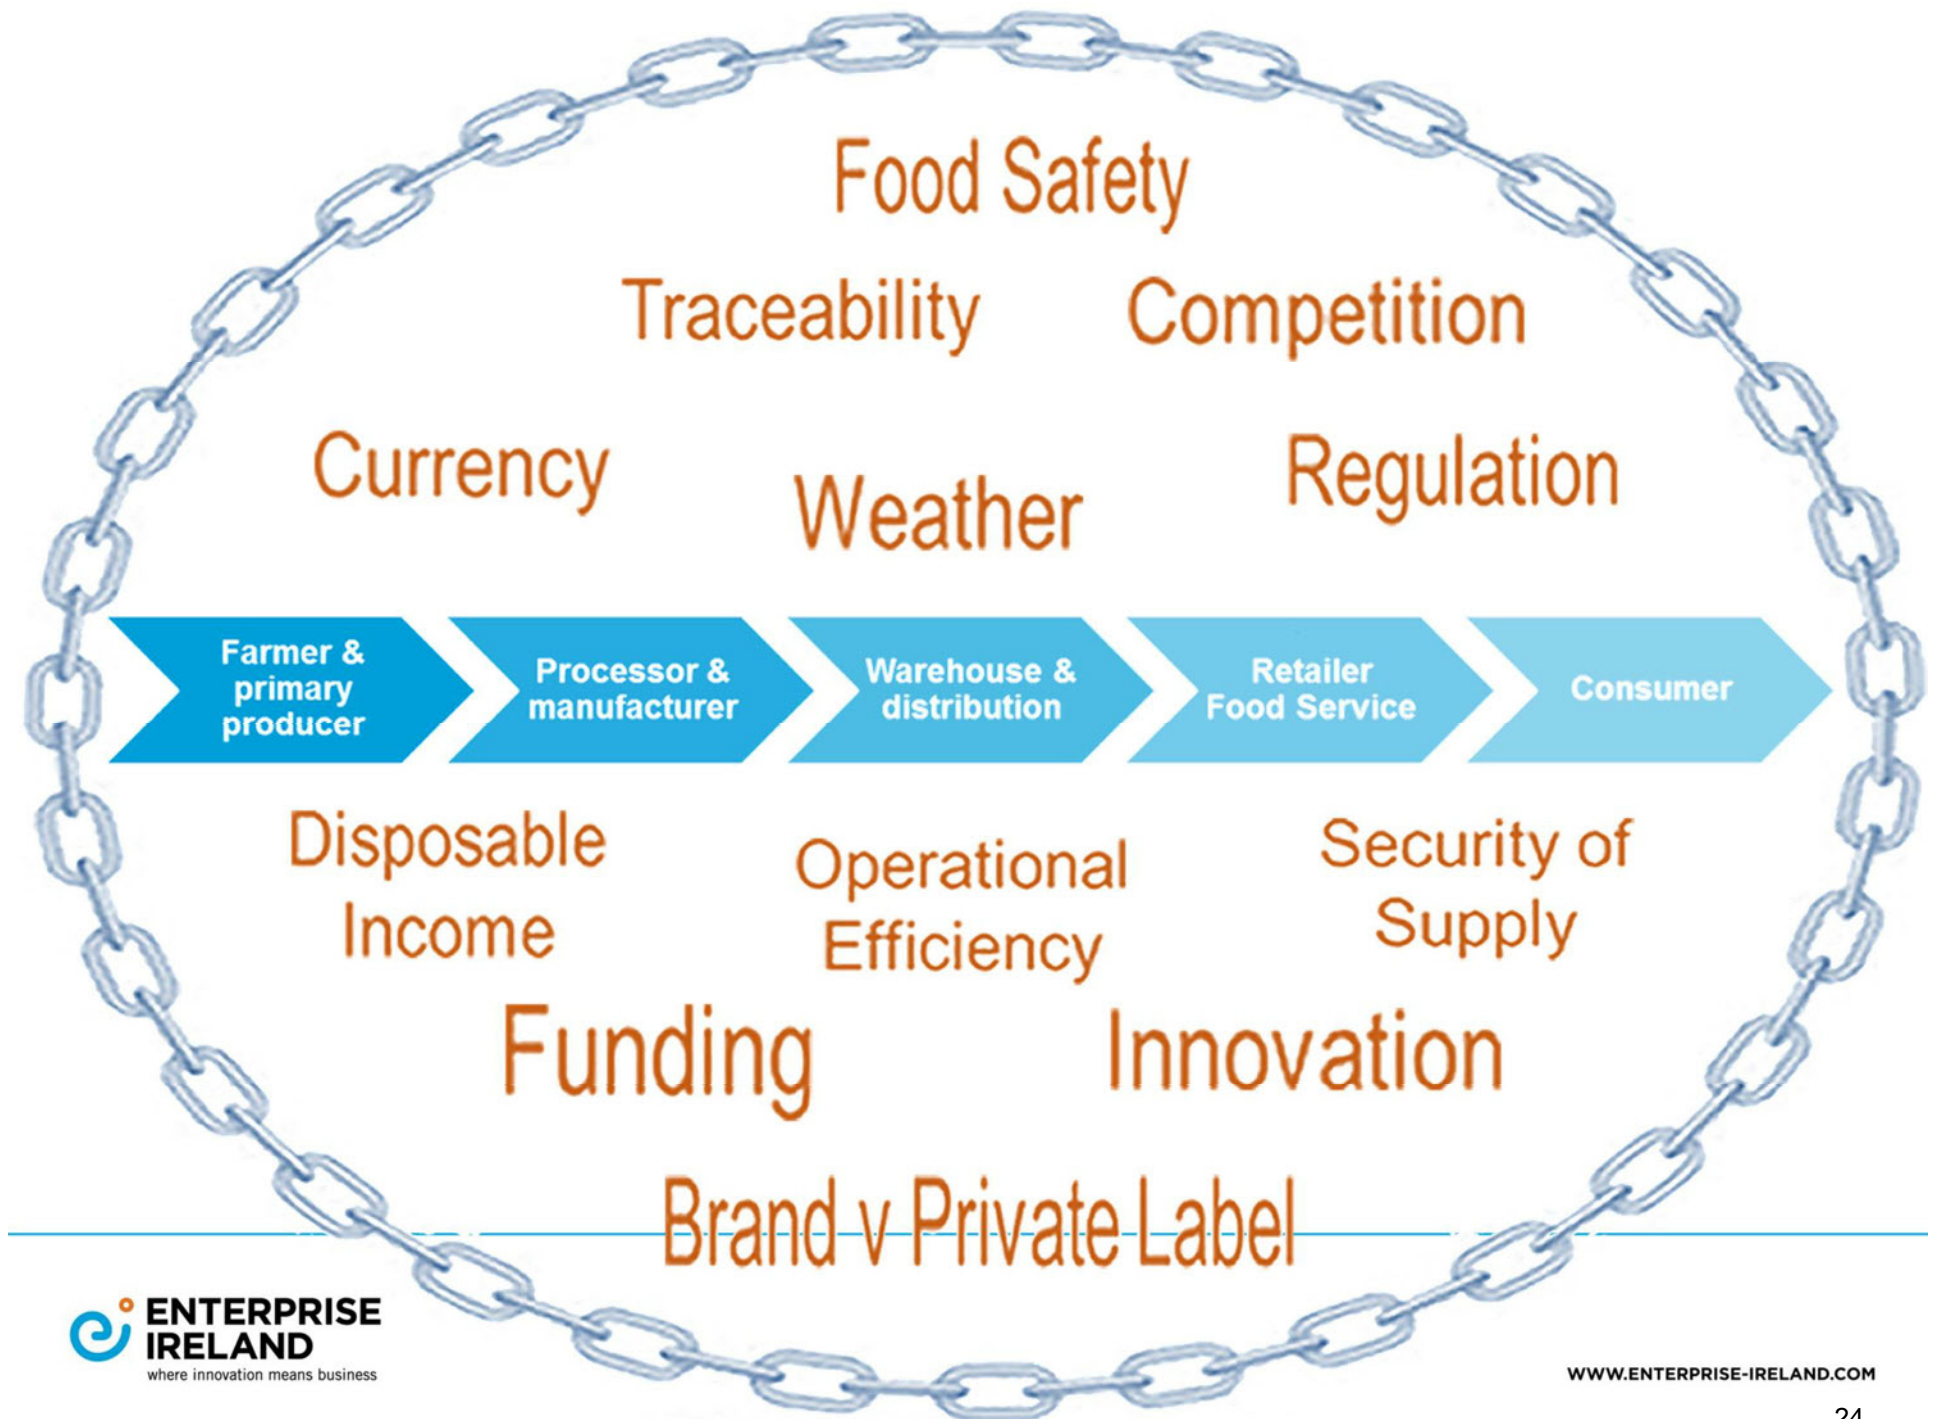 Food Safety
Traceability
Competition
Currency
Weather
Regulation
Farmer &
primary
producer
Processor &
manufacturer
Warehouse &
distribution
Retailer
Food Service
Consumer
Disposable
Income
Operational
Efficiency
Security of
Supply
Funding
Innovation
Brand v Private Label
ENTERPRISE
IRELAND
where innovation means business
WWW.ENTERPRISE-IRELAND.COM
24